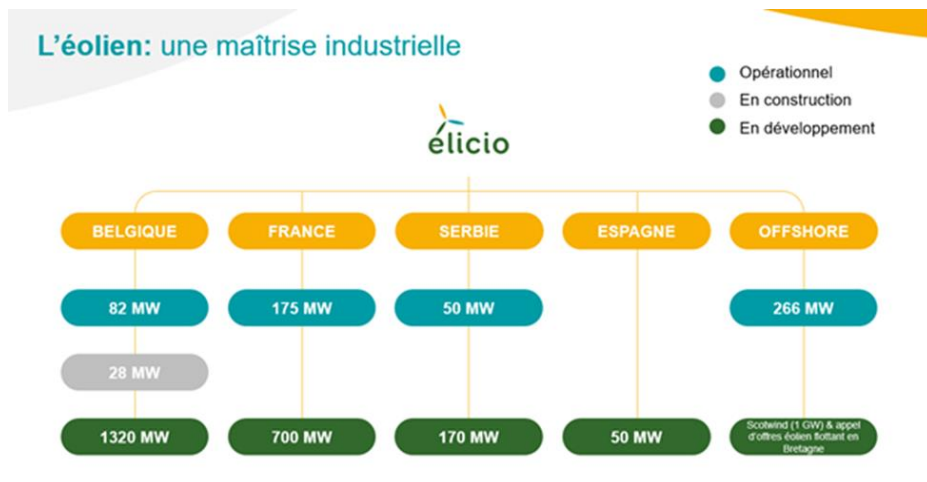 L'éolien: une maîtrise industrielle
Opérationnel
En construction
En développement
élicio
BELGIQUE
FRANCE
SERBIE
ESPAGNE
OFFSHORE
82 MW
175 MW
50 MW
266 MW
28 MW
1320 MW
700 MW
170 MW
50 MW
Scotwind (1 GW) & appel
d'offres éolien flottant en
Bretagne